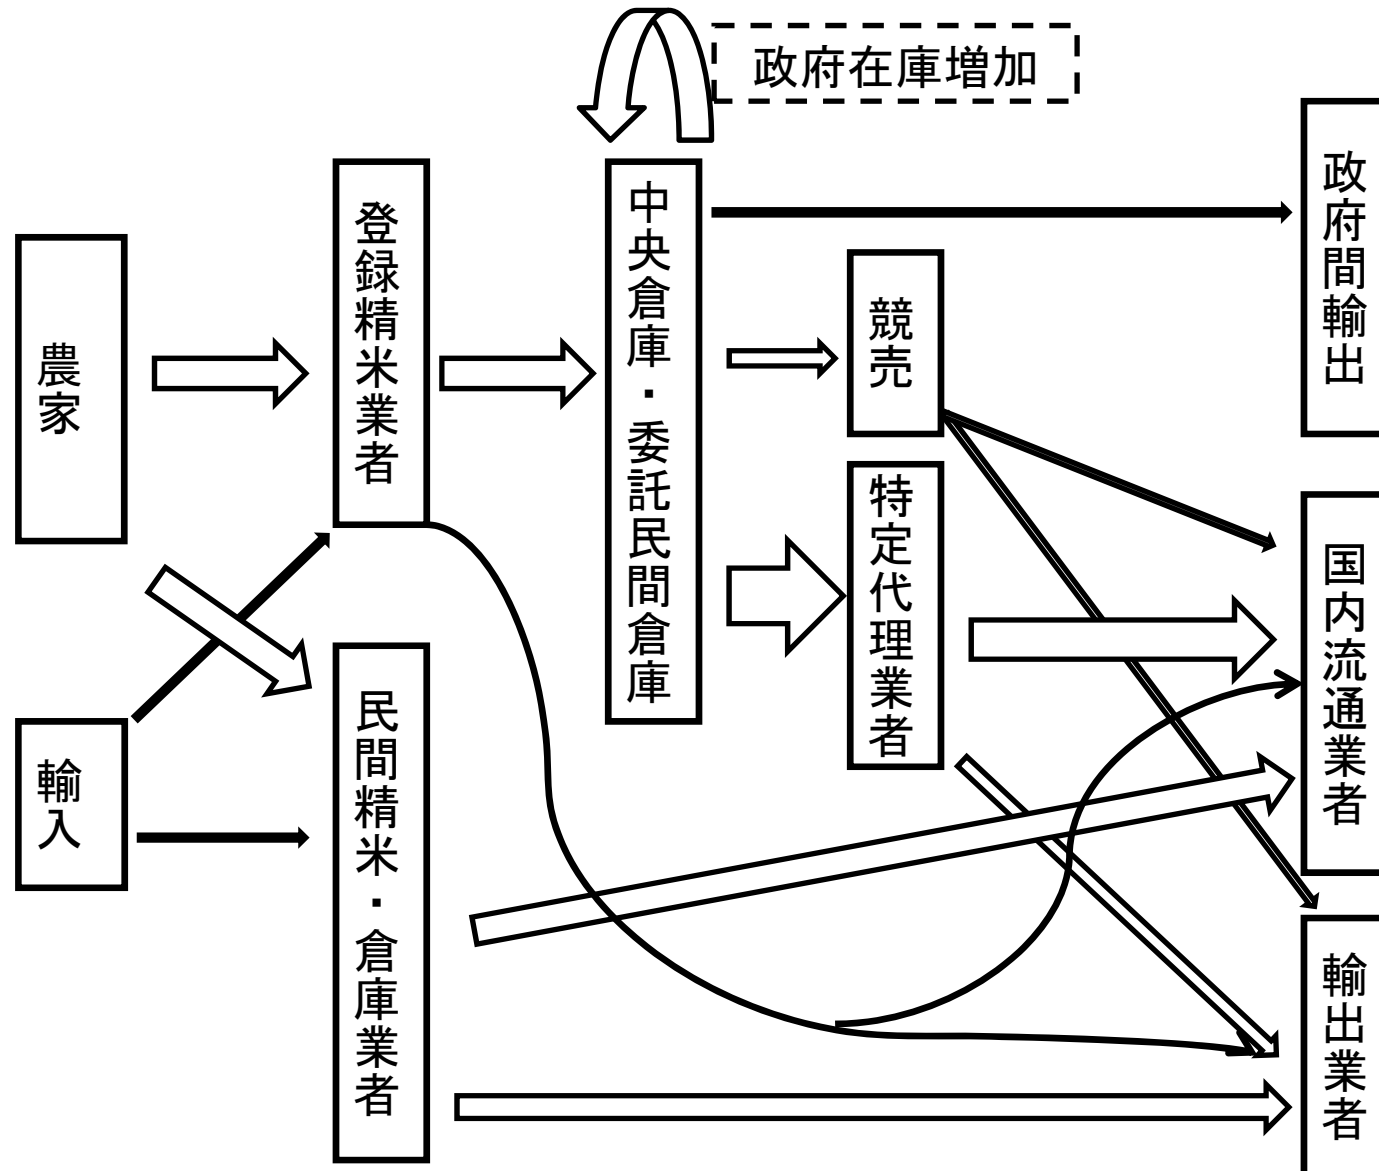 政府在庫増加
農家
輸入
登録精米業者
民間精米・倉庫業者
中央倉庫・委託民間倉庫
競売
特定代理業者
政府間輸出
国内流通業者
輸出業者